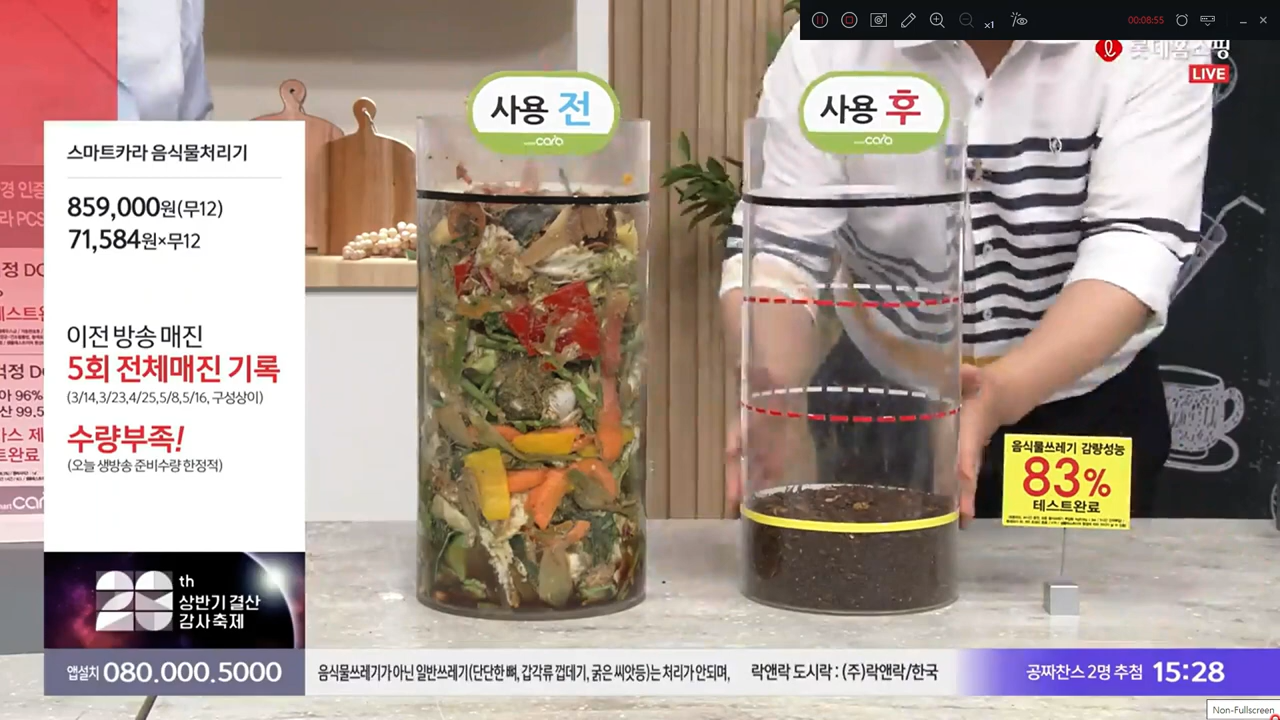 x1
00:08:55
롯데홈쇼핑
LIVE
사용 전
cara
사용 후
cara
스마트카라 음식물처리기
859,000원(무12)
71,584원×무12
이전 방송 매진
5회 전체매진 기록
(3/14,3/23,4/25,5/8,5/16, 구성상이)
수량부족!
(오늘 생방송 준비수량 한정적)
음식물쓰레기 감량성능
83%
테스트완료
20th
상반기결산
감사축제
앱설치 080.000.5000
음식물쓰레기가 아닌 일반쓰레기(단단한 뼈, 갑각류 껍데기, 굵은 씨앗등)는 처리가 안되며,
락앤락 도시락 : (주)락앤락/한국
공짜찬스 2명 추첨 15:28
Non-Fullscreen